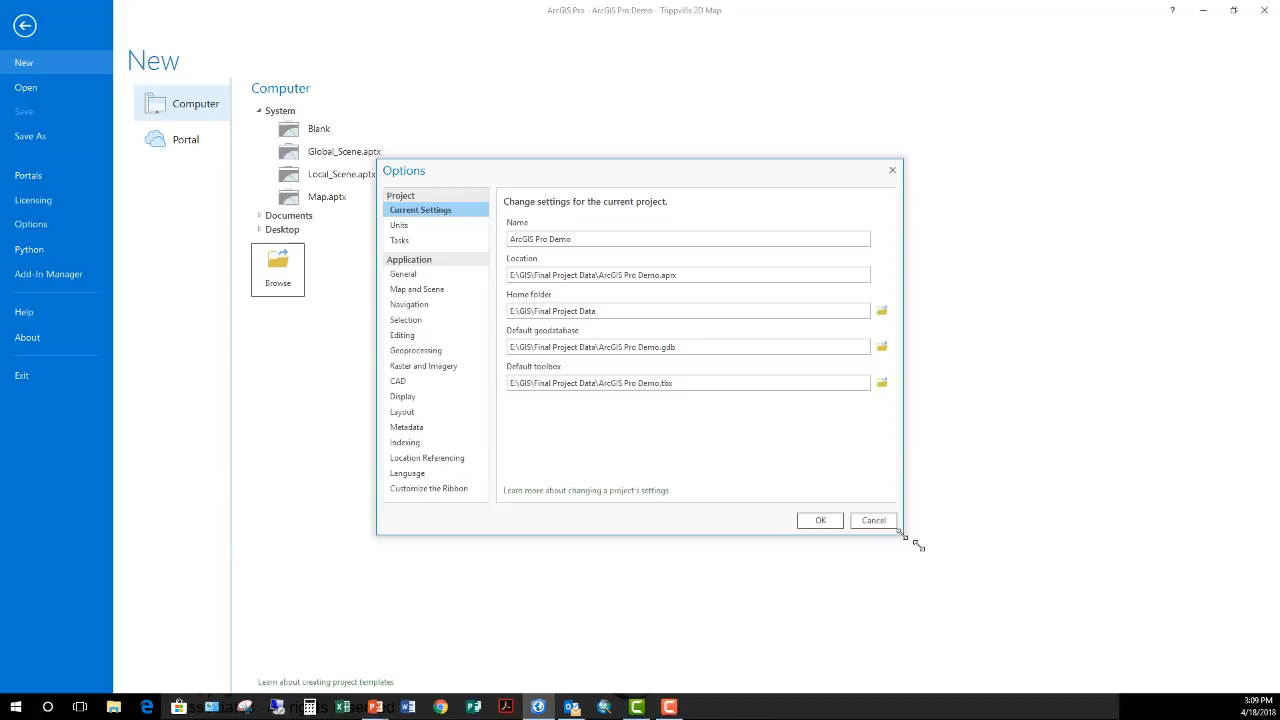 ArcGIS Pro - ArcGIS Pro Demo - Trippville 2D Map
?
New
Open
Save
Save As
Portals
Licensing
Options
Python
Add-In Manager
Help
About
Exit
New
Computer
Portal
Computer
System
Blank
Global_Scene.aptx
Local_Scene.aptx
Map.aptx
Documents
Desktop
Browse
Options
Project
Current Settings
Units
Tasks
Application
General
Map and Scene
Navigation
Selection
Editing
Geoprocessing
Raster and Imagery
CAD
Display
Layout
Metadata
Indexing
Location Referencing
Language
Customize the Ribbon
Change settings for the current project.
Name
ArcGIS Pro Demo
Location
E:\GIS\Final Project Data\ArcGIS Pro Demo.aprx
Home folder
E:\GIS\Final Project Data
Default geodatabase
E:\GIS\Final Project Data\ArcGIS Pro Demo.gdb
Default toolbox
E:\GIS\Final Project Data\ArcGIS Pro Demo.tbx
Learn more about changing a project's settings
OK
Cancel
Learn about creating project templates
3:09 PM
4/18/2018